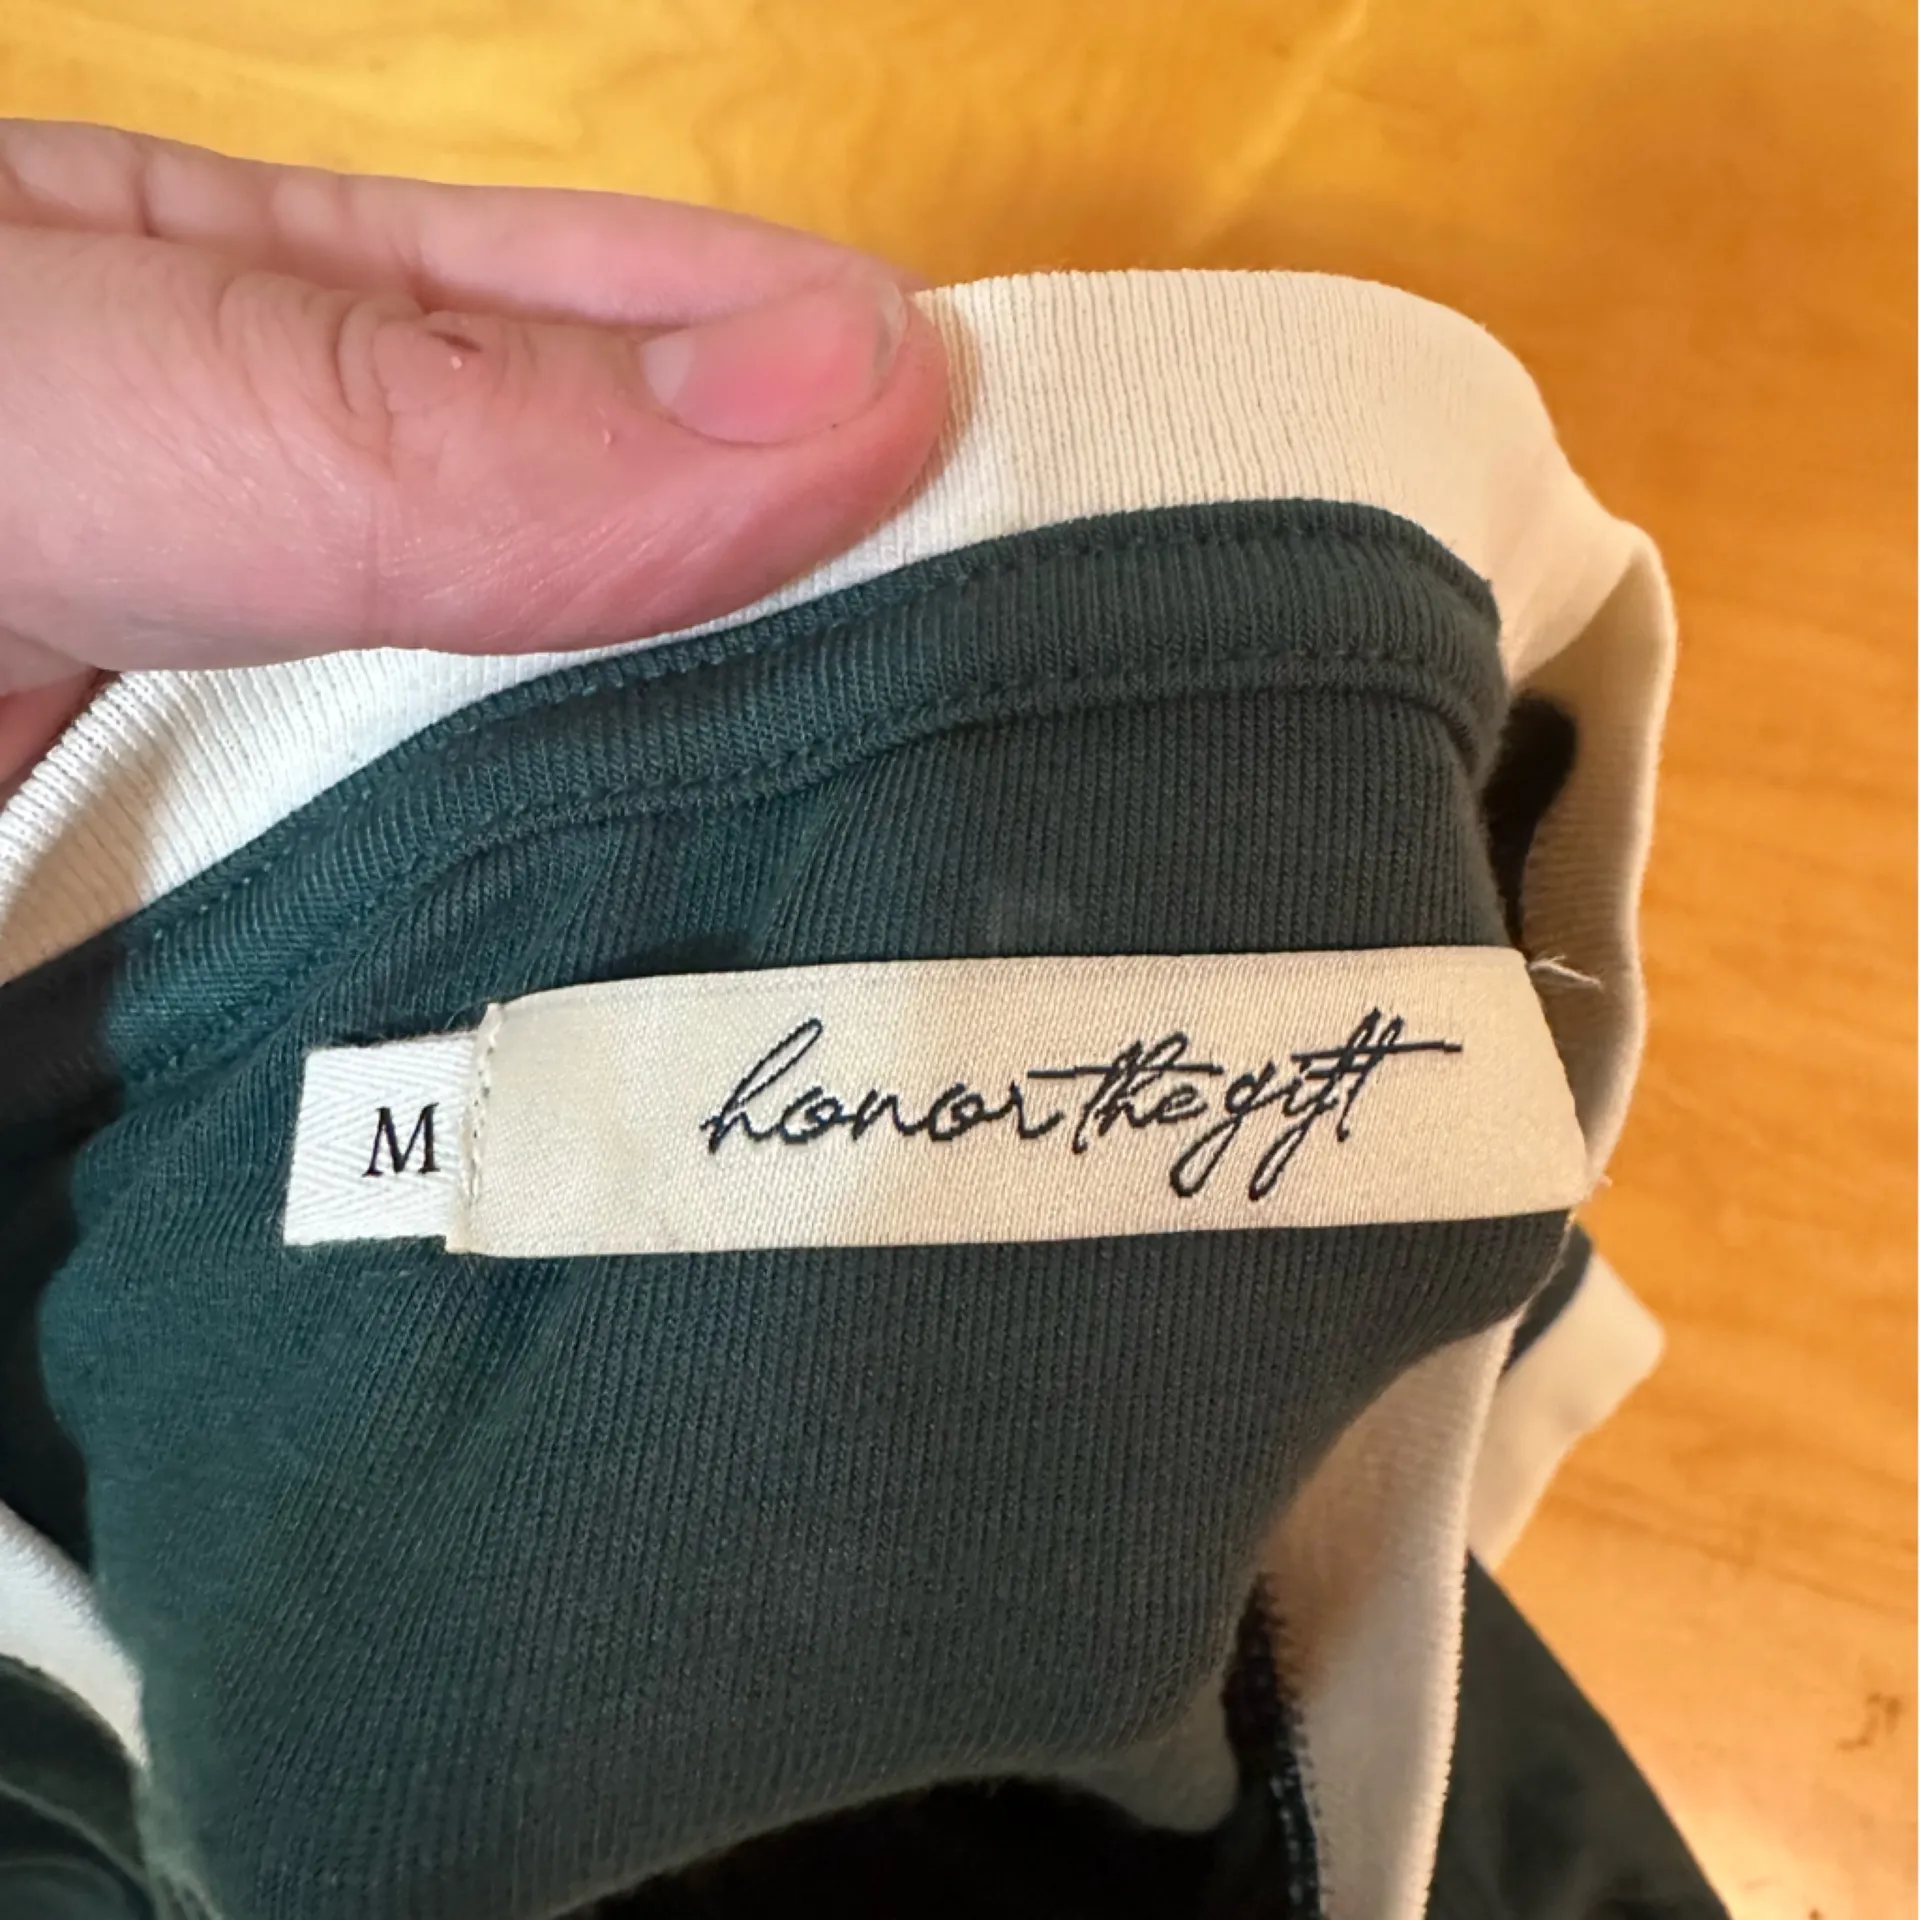 M
honor the gift